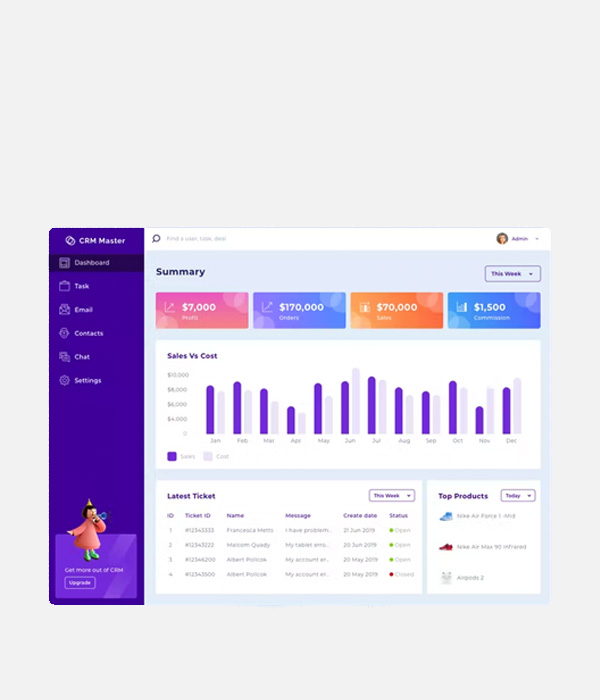 CRM Master
Find a user, task, deal
Admin
Dashboard
Task
Email
Contacts
Chat
Settings
Get more out of CRM
Upgrade
Summary
This Week
$7,000
Profit
$170,000
Orders
$70,000
Sales
$1,500
Commission
Sales Vs Cost
$10,000
$8,000
$6,000
$4,000
0
Jan Feb Mar Apr May Jun Jul Aug Sep Oct Nov Dec
Sales Cost
Latest Ticket
This Week
ID Ticket ID Name Message Create date Status
1 #12343333 Francesca Metts I have problem.. 21 Jun 2019 Open
2 #12343222 Malcom Quady My tablet erro.. 20 Jun 2019 Open
3 #12346200 Albert Pollcok My account er.. 20 May 2019 Open
4 #12343500 Albert Pollcok My account er.. 20 May 2019 Closed
Top Products
Today
Nike Air Force 1 -Mid
Nike Air Max 90 Infrared
Airpods 2